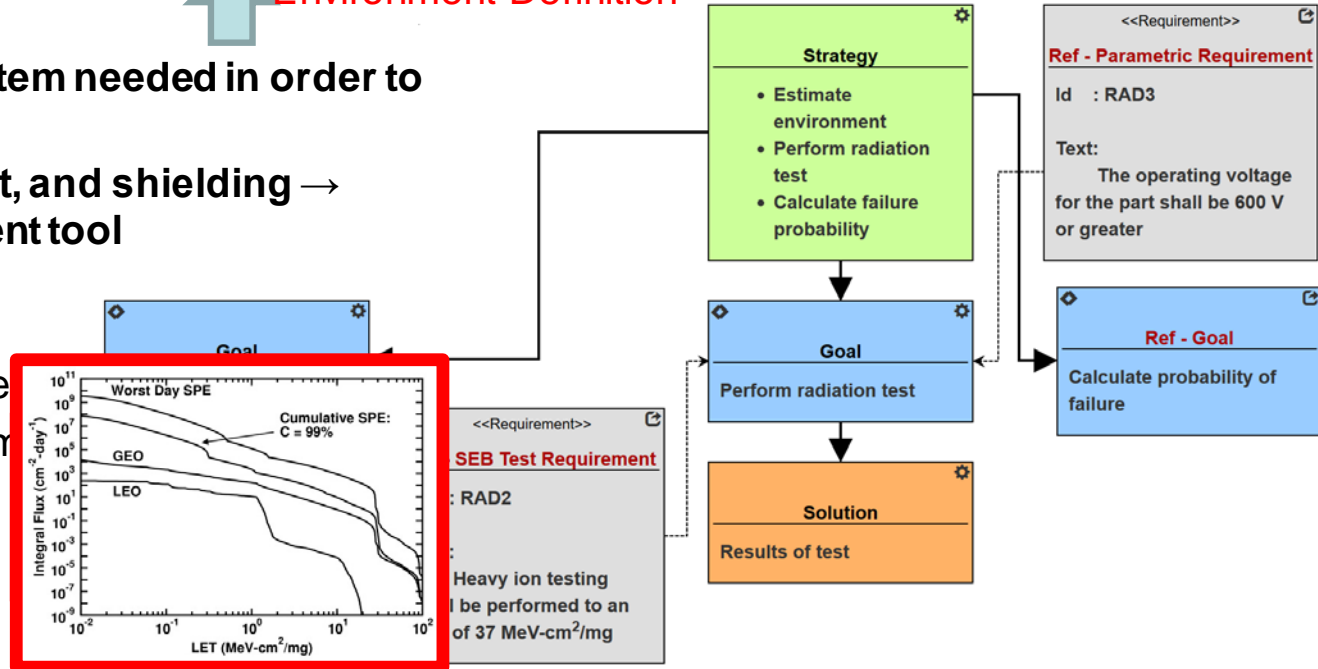 Environment Definition
tem needed in order to
t, and shielding →
ent tool
Strategy
• Estimate
environment
• Perform radiation
test
• Calculate failure
probability
<<Requirement>>
Ref - Parametric Requirement
Id : RAD3
Text:
The operating voltage
for the part shall be 600 V
or greater
Goal
Goal
Perform radiation test
Ref - Goal
Calculate probability of
failure
<<Requirement>>
SEB Test Requirement
: RAD2
:
Heavy ion testing
l be performed to an
of 37 MeV-cm²/mg
Solution
Results of test
Integral Flux (cm⁻²-day⁻¹)
10¹¹
10⁹
10⁷
10⁵
10³
10¹
10⁻¹
10⁻³
10⁻⁵
10⁻⁷
10⁻⁹
Worst Day SPE
Cumulative SPE:
C = 99%
GEO
LEO
10⁻² 10⁻¹ 10⁰ 10¹ 10²
LET (MeV-cm²/mg)